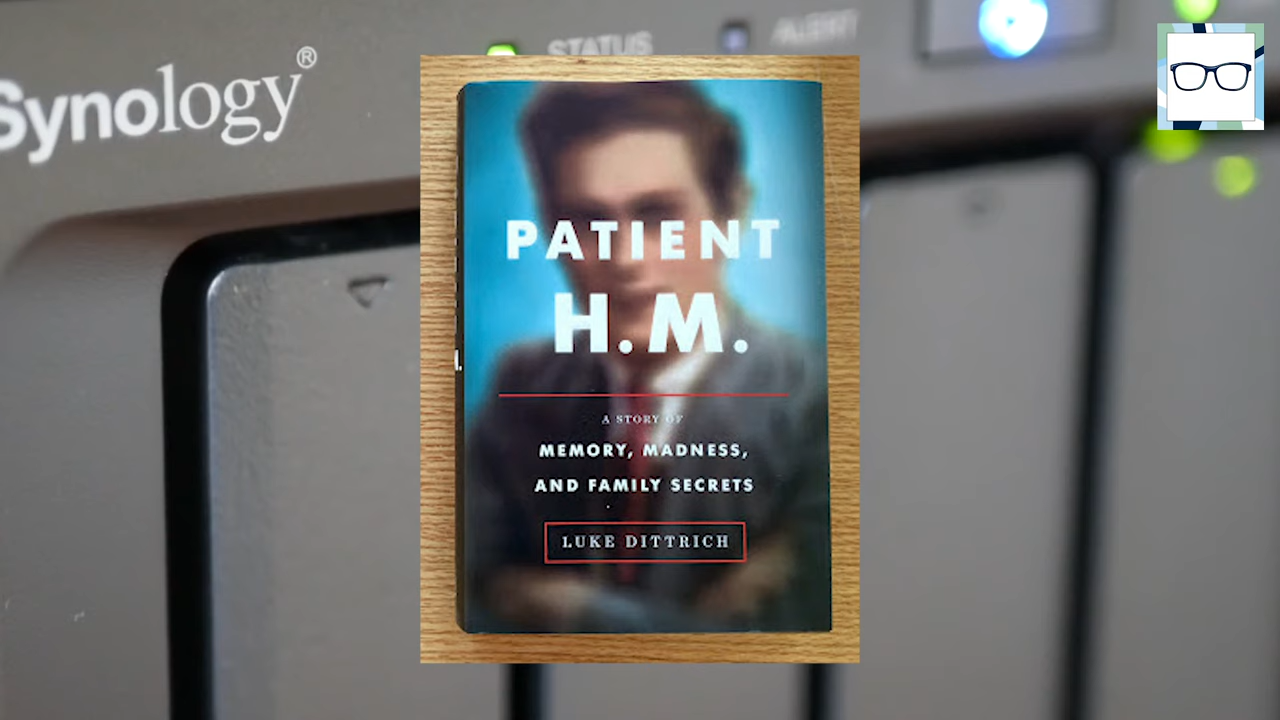 Synology®
STATUS
ALERT
PATIENT
H.M.
A STORY OF
MEMORY, MADNESS,
AND FAMILY SECRETS
LUKE DITTRICH